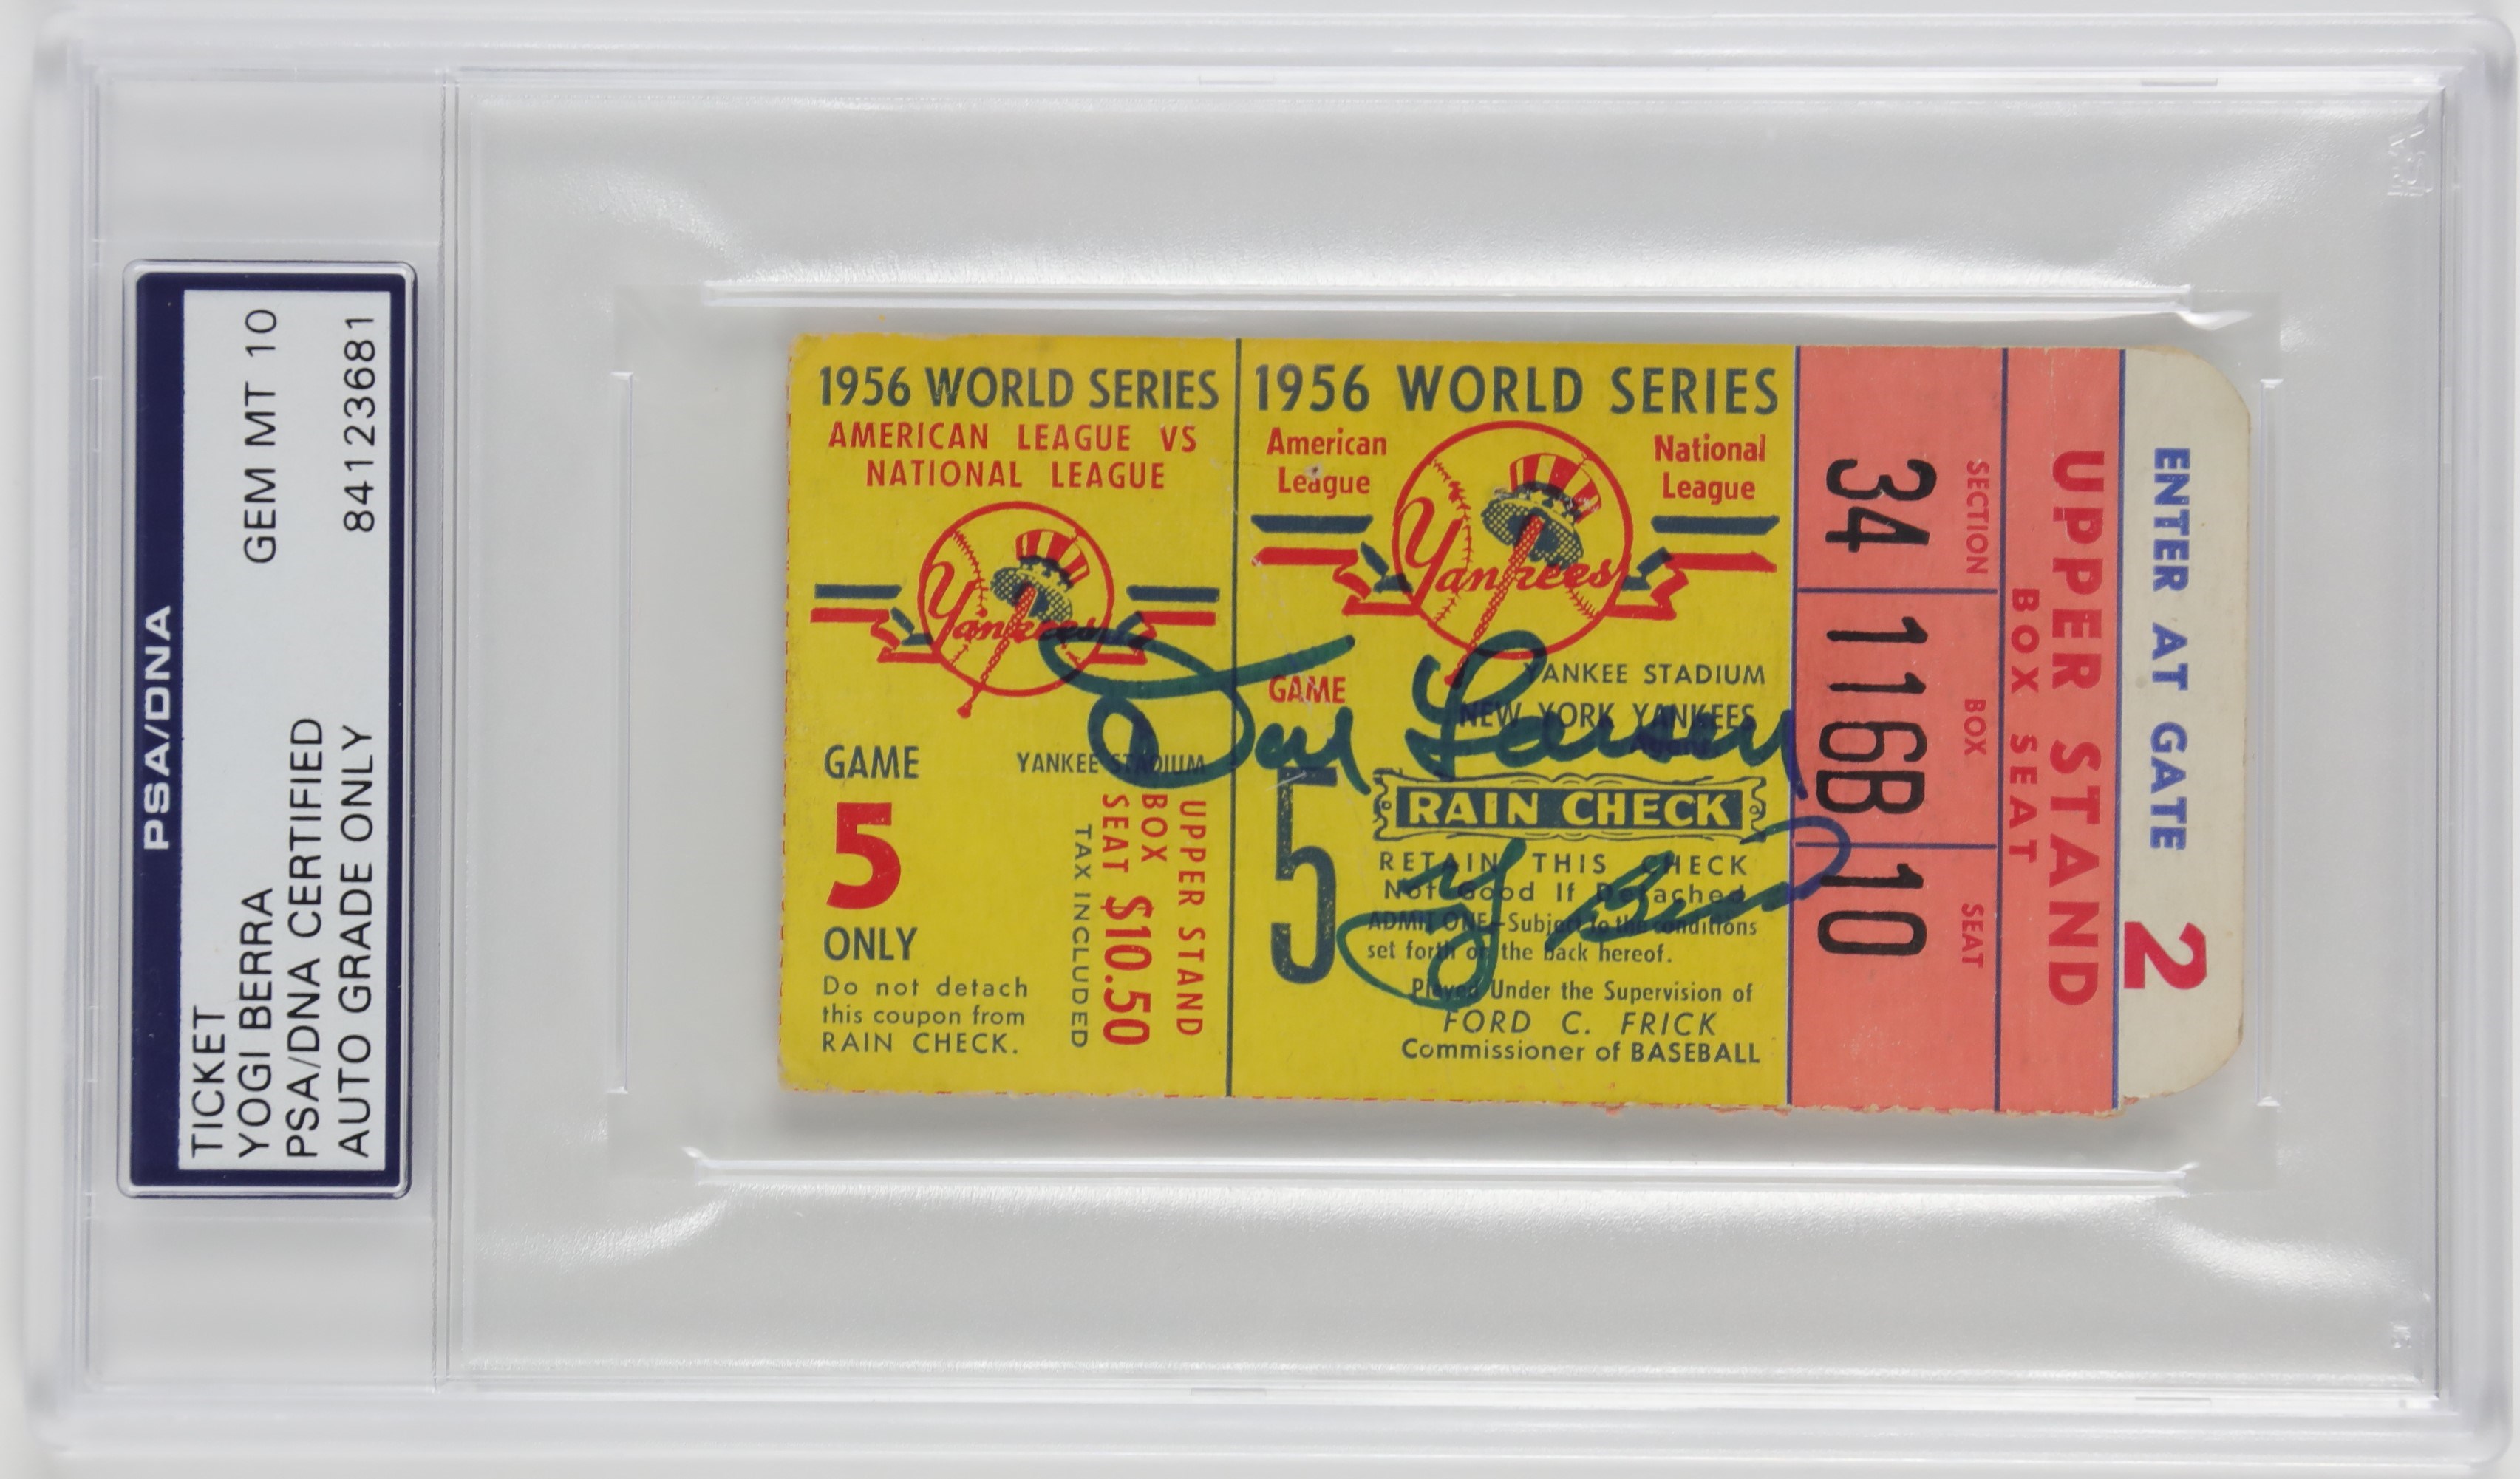 PSA/DNA
TICKET
YOGI BERRA
GEM MT 10
PSA/DNA CERTIFIED
AUTO GRADE ONLY
84123681
1956 WORLD SERIES
AMERICAN LEAGUE VS
NATIONAL LEAGUE
Yankees
GAME
5
ONLY
YANKEE STADIUM
Do not detach
this coupon from
RAIN CHECK.
UPPER STAND
BOX
SEAT $10.50
TAX INCLUDED
1956 WORLD SERIES
American
League
National
League
Yankees
GAME
5
YANKEE STADIUM
NEW YORK YANKEES
Don Larsen
RAIN CHECK
RETAIN THIS CHECK
Not Good If Detached
ADMIT ONE—Subject to the conditions
set forth on the back hereof.
Yogi Berra
Played Under the Supervision of
FORD C. FRICK
Commissioner of BASEBALL
SECTION
34
BOX
116B
SEAT
10
UPPER STAND
BOX SEAT
ENTER AT GATE 2
PSA